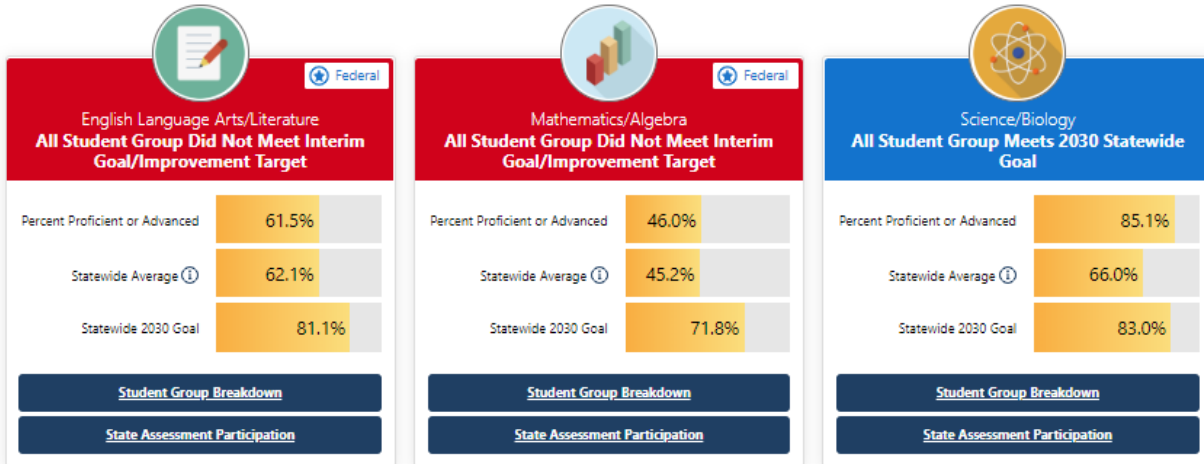 Federal
English Language Arts/Literature
All Student Group Did Not Meet Interim
Goal/Improvement Target
Percent Proficient or Advanced 61.5%
Statewide Average 62.1%
Statewide 2030 Goal 81.1%
Student Group Breakdown
State Assessment Participation
Federal
Mathematics/Algebra
All Student Group Did Not Meet Interim
Goal/Improvement Target
Percent Proficient or Advanced 46.0%
Statewide Average 45.2%
Statewide 2030 Goal 71.8%
Student Group Breakdown
State Assessment Participation
Science/Biology
All Student Group Meets 2030 Statewide
Goal
Percent Proficient or Advanced 85.1%
Statewide Average 66.0%
Statewide 2030 Goal 83.0%
Student Group Breakdown
State Assessment Participation